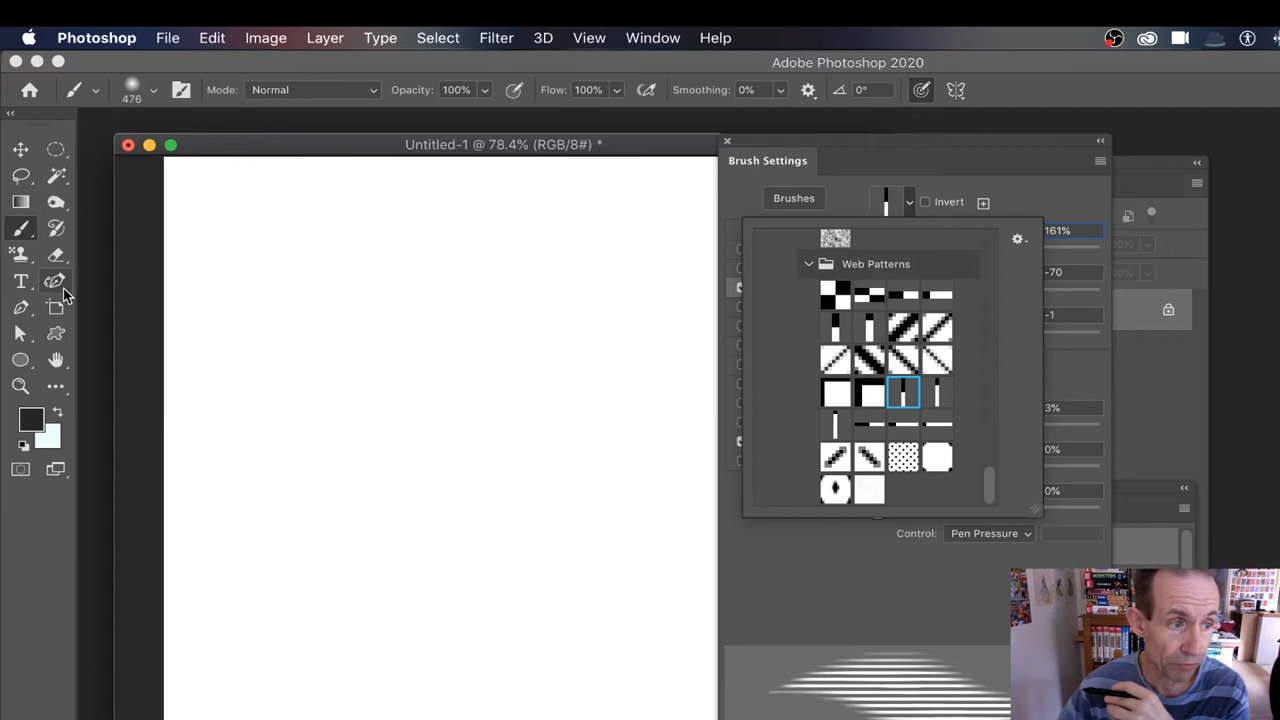 Photoshop File Edit Image Layer Type Select Filter 3D View Window Help
Adobe Photoshop 2020
476 Mode: Normal Opacity: 100% Flow: 100% Smoothing: 0% 0°
Untitled-1 @ 78.4% (RGB/8#) *
Brush Settings
Brushes Invert
161%
Web Patterns
-70
-1
3%
0%
0%
Control: Pen Pressure
MONSTERS